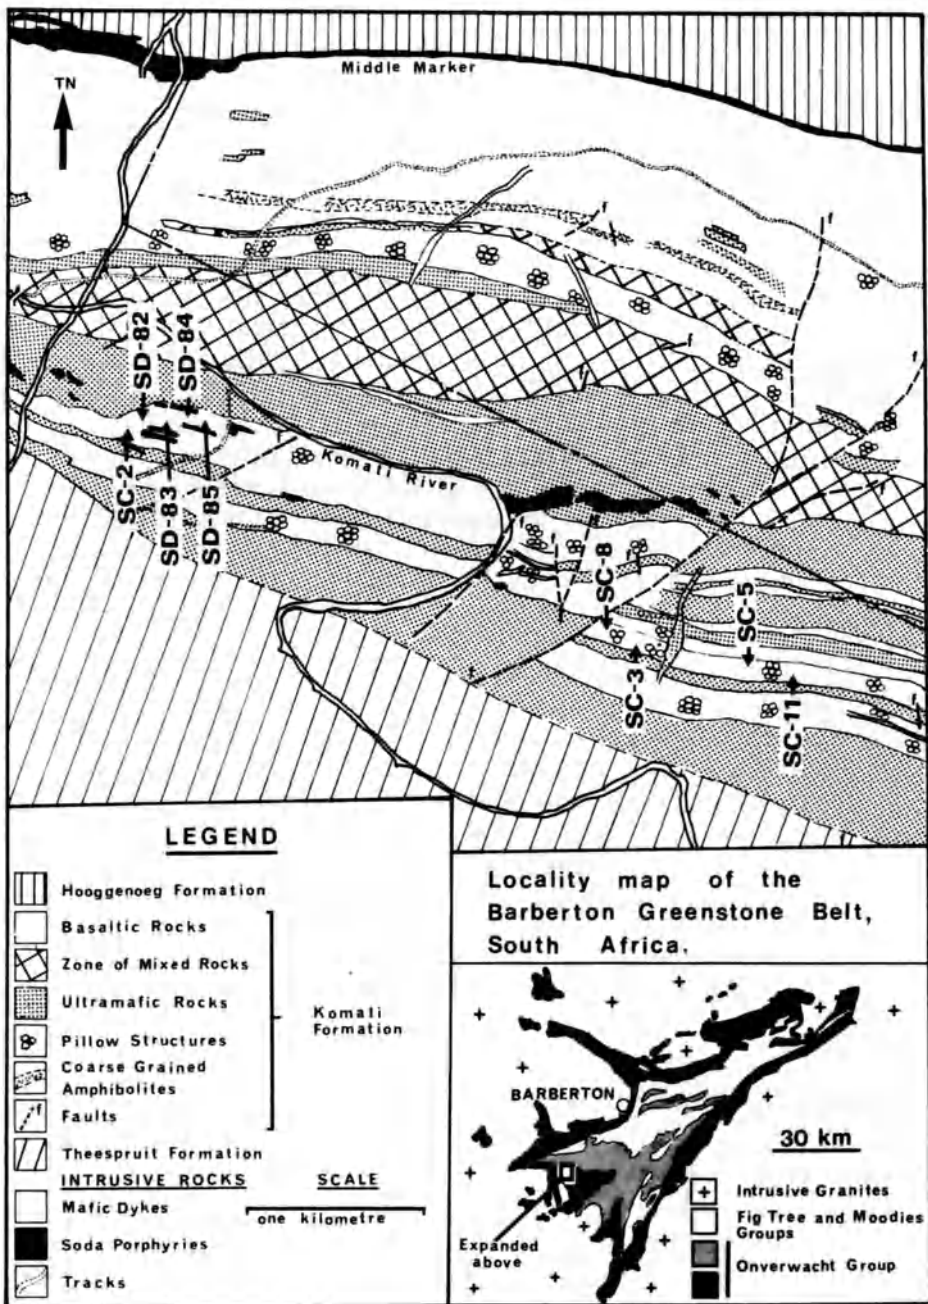 Middle Marker
TN
f
f
f
f
f
f
SD-82
SD-84
SC-2
SD-83
SD-85
f
Komati River
f
f
f
SC-8
SC-5
f
SC-3
SC-11
f
LEGEND
Hooggenoeg Formation
Basaltic Rocks
Zone of Mixed Rocks
Ultramafic Rocks
Pillow Structures
Coarse Grained
Amphibolites
f
Faults
Komati
Formation
Theespruit Formation
INTRUSIVE ROCKS
Mafic Dykes
Soda Porphyries
Tracks
SCALE
one kilometre
Locality map of the
Barberton Greenstone Belt,
South Africa.
BARBERTON
30 km
Expanded
above
Intrusive Granites
Fig Tree and Moodies
Groups
Onverwacht Group